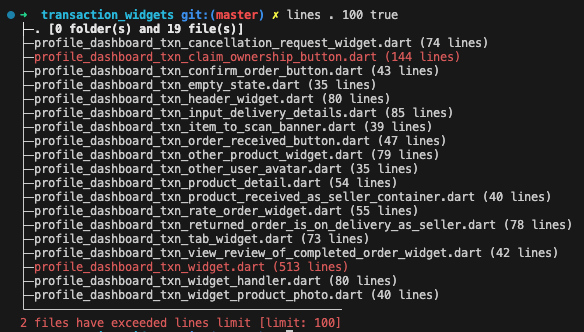 ● ➜ transaction_widgets git:(master) ✗ lines . 100 true
├─. [0 folder(s) and 19 file(s)]
├─profile_dashboard_txn_cancellation_request_widget.dart (74 lines)
├─profile_dashboard_txn_claim_ownership_button.dart (144 lines)
├─profile_dashboard_txn_confirm_order_button.dart (43 lines)
├─profile_dashboard_txn_empty_state.dart (35 lines)
├─profile_dashboard_txn_header_widget.dart (80 lines)
├─profile_dashboard_txn_input_delivery_details.dart (85 lines)
├─profile_dashboard_txn_item_to_scan_banner.dart (39 lines)
├─profile_dashboard_txn_order_received_button.dart (47 lines)
├─profile_dashboard_txn_other_product_widget.dart (79 lines)
├─profile_dashboard_txn_other_user_avatar.dart (35 lines)
├─profile_dashboard_txn_product_detail.dart (54 lines)
├─profile_dashboard_txn_product_received_as_seller_container.dart (40 lines)
├─profile_dashboard_txn_rate_order_widget.dart (55 lines)
├─profile_dashboard_txn_returned_order_is_on_delivery_as_seller.dart (78 lines)
├─profile_dashboard_txn_tab_widget.dart (73 lines)
├─profile_dashboard_txn_view_review_of_completed_order_widget.dart (42 lines)
├─profile_dashboard_txn_widget.dart (513 lines)
├─profile_dashboard_txn_widget_handler.dart (80 lines)
├─profile_dashboard_txn_widget_product_photo.dart (40 lines)
2 files have exceeded lines limit [limit: 100]